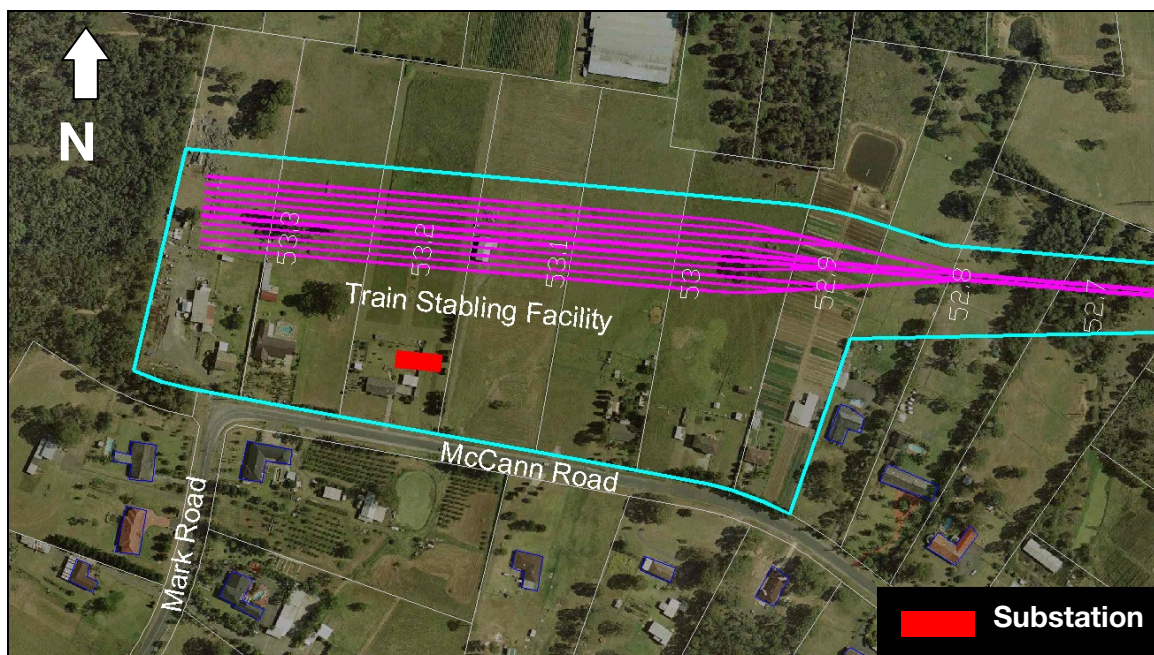 N
53.3
53.2
53.1
53
52.9
52.8
52.7
Train Stabling Facility
McCann Road
Mark Road
Substation